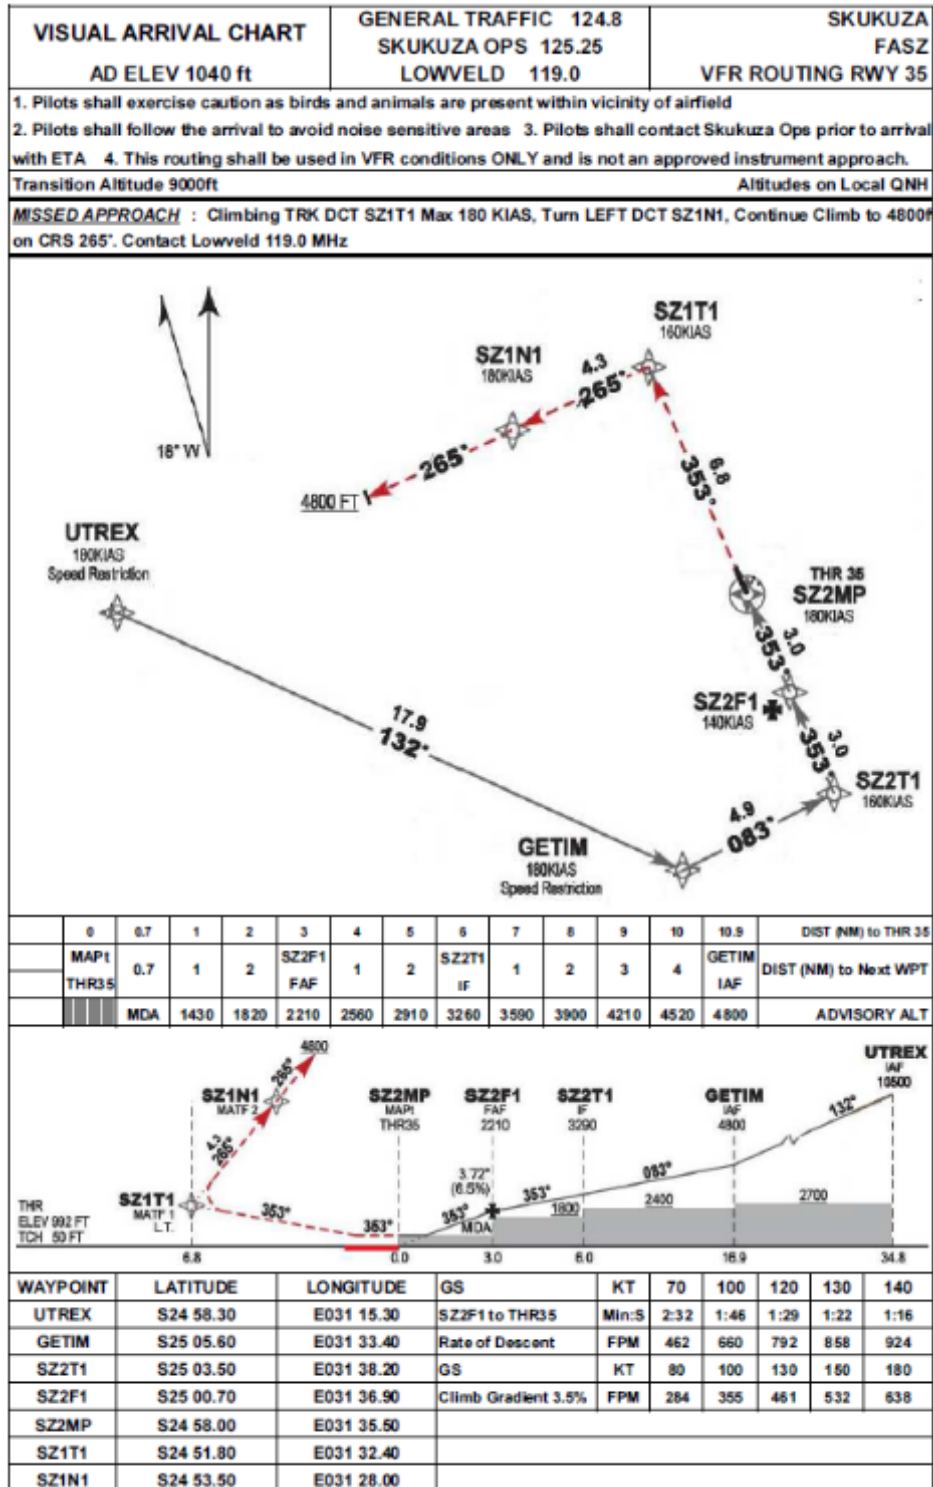 VISUAL ARRIVAL CHART
AD ELEV 1040 ft
GENERAL TRAFFIC 124.8
SKUKUZA OPS 125.25
LOWVELD 119.0
SKUKUZA
FASZ
VFR ROUTING RWY 35
1. Pilots shall exercise caution as birds and animals are present within vicinity of airfield
2. Pilots shall follow the arrival to avoid noise sensitive areas 3. Pilots shall contact Skukuza Ops prior to arrival
with ETA 4. This routing shall be used in VFR conditions ONLY and is not an approved instrument approach.
Transition Altitude 9000ft Altitudes on Local QNH
MISSED APPROACH : Climbing TRK DCT SZ1T1 Max 180 KIAS, Turn LEFT DCT SZ1N1, Continue Climb to 4800f
on CRS 265°. Contact Lowveld 119.0 MHz
SZ1T1
160KIAS
SZ1N1
180KIAS
4.3
265°
18° W
265°
4800 FT
6.8
353°
UTREX
180KIAS
Speed Restriction
THR 35
SZ2MP
180KIAS
3.0
353°
SZ2F1
140KIAS
3.0
353°
17.9
132°
SZ2T1
160KIAS
4.9
083°
GETIM
180KIAS
Speed Restriction
0 0.7 1 2 3 4 5 6 7 8 9 10 10.9 DIST (NM) to THR 35
MAPt THR35 0.7 1 2 SZ2F1 FAF 1 2 SZ2T1 IF 1 2 3 4 GETIM IAF DIST (NM) to Next WPT
MDA 1430 1820 2210 2560 2910 3260 3590 3900 4210 4520 4800 ADVISORY ALT
4800
265°
SZ1N1
MATF 2
4.3
265°
SZ2MP
MAPt
THR35
SZ2F1
FAF
2210
SZ2T1
IF
3290
GETIM
IAF
4800
UTREX
IAF
10500
132°
083°
3.72°
(6.5%)
353°
353°
MDA
1800
2400
2700
SZ1T1
MATF 1
L.T.
353°
353°
THR
ELEV 992 FT
TCH 50 FT
6.8 0.0 3.0 6.0 16.9 34.8
WAYPOINT LATITUDE LONGITUDE GS KT 70 100 120 130 140
UTREX S24 58.30 E031 15.30 SZ2F1 to THR35 Min:S 2:32 1:46 1:29 1:22 1:16
GETIM S25 05.60 E031 33.40 Rate of Descent FPM 462 660 792 858 924
SZ2T1 S25 03.50 E031 38.20 GS KT 80 100 130 150 180
SZ2F1 S25 00.70 E031 36.90 Climb Gradient 3.5% FPM 284 355 461 532 638
SZ2MP S24 58.00 E031 35.50
SZ1T1 S24 51.80 E031 32.40
SZ1N1 S24 53.50 E031 28.00